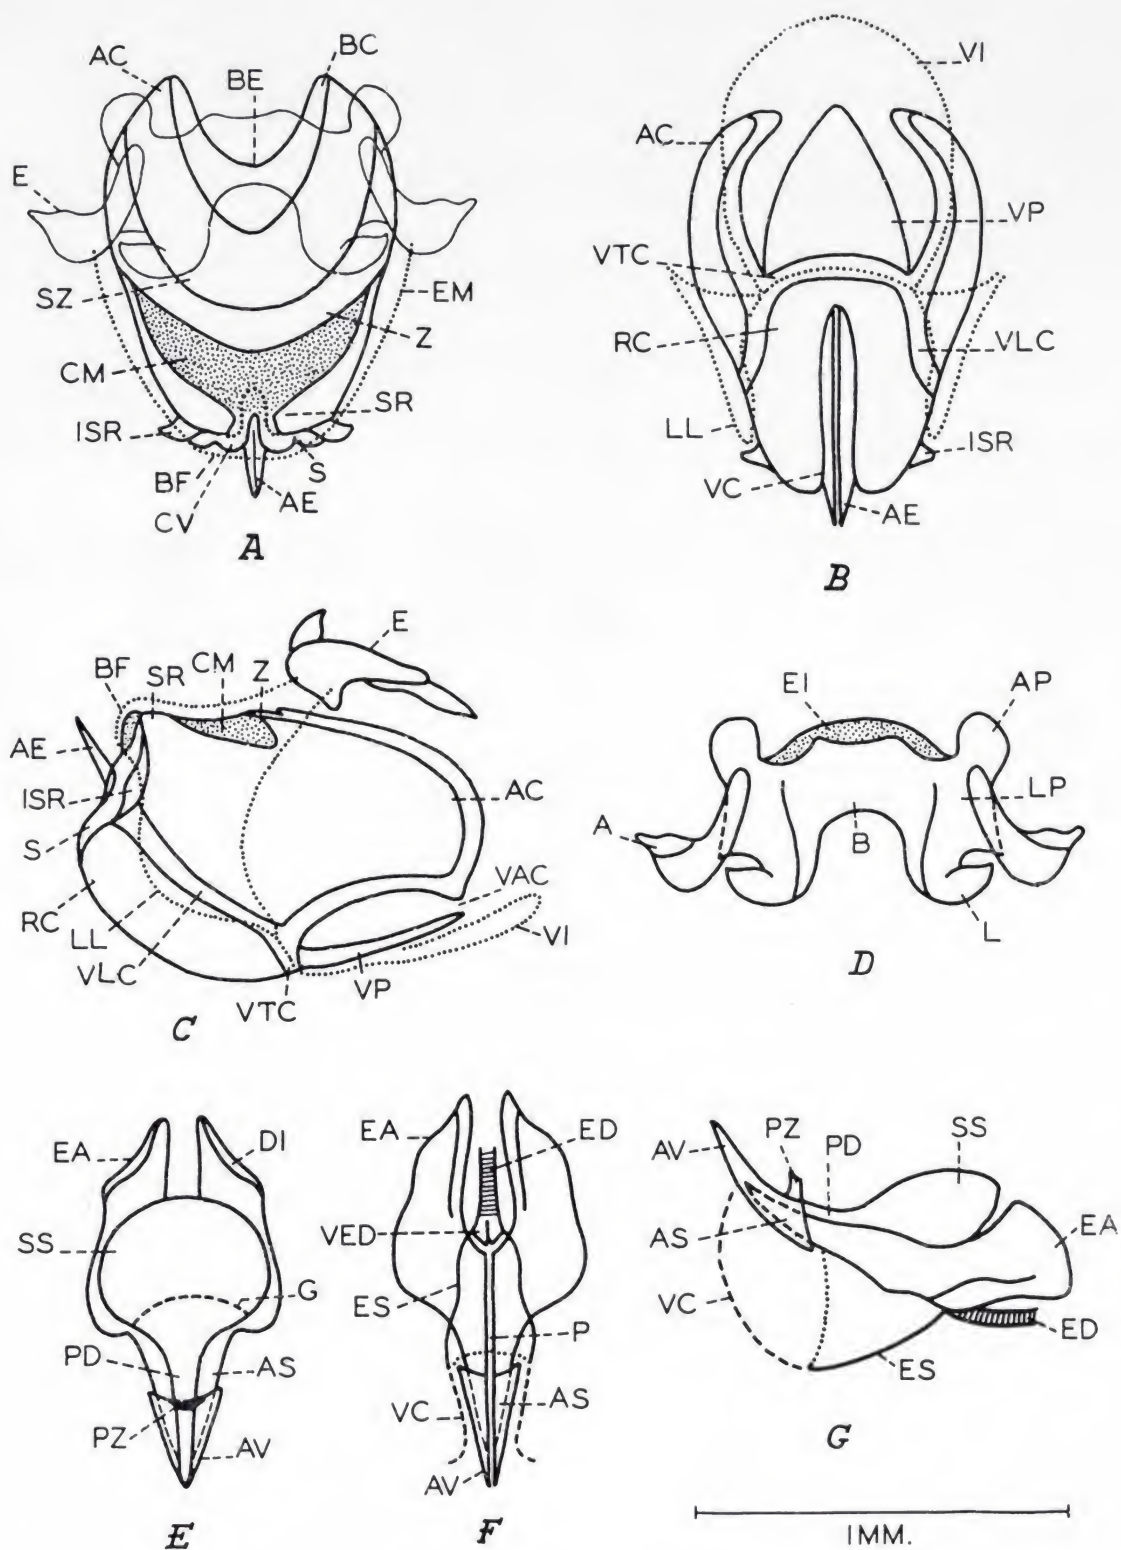 AC
BC
BE
E
SZ
EM
Z
CM
SR
ISR
S
BF
CV
AE
A
VI
AC
VP
VTC
RC
VLC
LL
ISR
VC
AE
B
E
BF
SR
CM
Z
AE
ISR
AC
S
RC
LL
VLC
VAC
VI
VP
VTC
C
EI
AP
LP
A
B
L
D
EA
DI
SS
G
PD
AS
PZ
AV
E
EA
ED
VED
ES
P
VC
AS
AV
F
AV
PZ
PD
SS
AS
EA
VC
ED
ES
G
1MM.